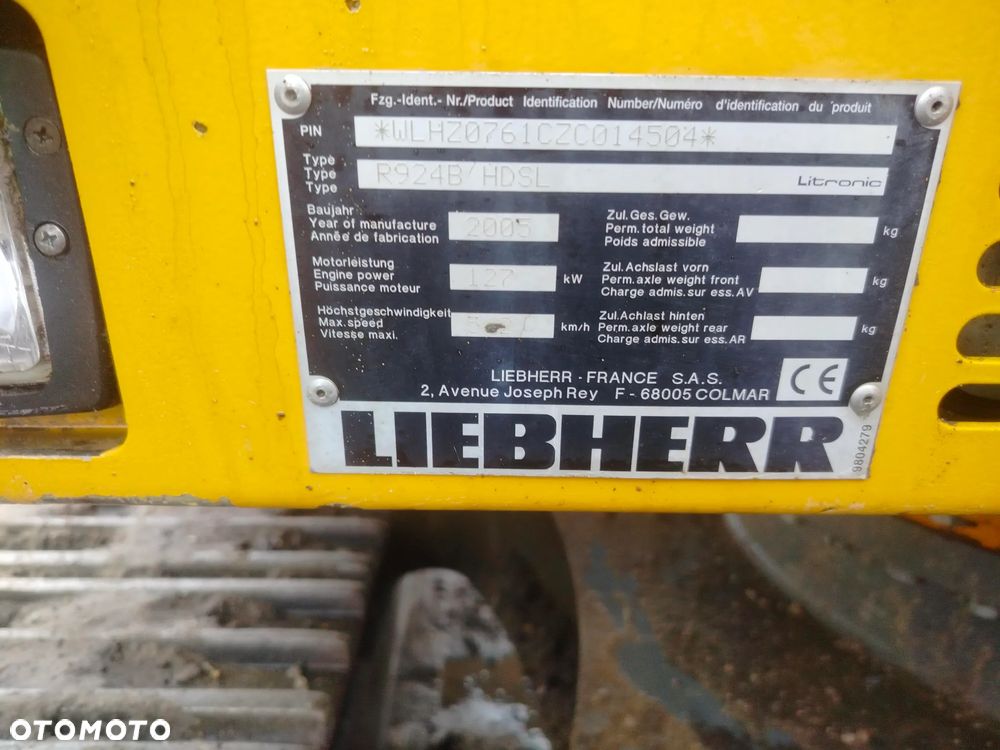 Fzg.-Ident.- Nr./Product Identification Number/Numéro d'identification du produit
PIN *WLHZ0761CZC014504*
Type
Type R924B/HDSL Litronic
Type
Baujahr
Year of manufacture 2005
Année de fabrication
Zul. Ges. Gew.
Perm. total weight kg
Poids admissible
Motorleistung
Engine power 127 kW
Puissance moteur
Zul. Achslast vorn
Perm. axle weight front kg
Charge admis. sur ess. AV
Höchstgeschwindigkeit
Max. speed km/h
Vitesse maxi.
Zul. Achlast hinten
Perm. axle weight rear kg
Charge admis. sur ess. AR
LIEBHERR - FRANCE S.A.S.
2, Avenue Joseph Rey F - 68005 COLMAR
CE
LIEBHERR
9804279
OTOMOTO